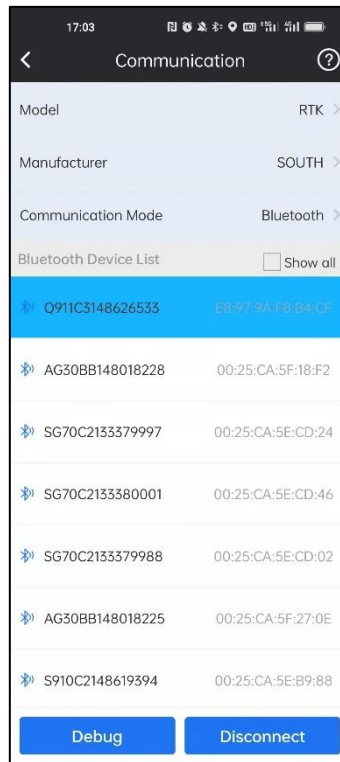 17:03
Communication
Model RTK
Manufacturer SOUTH
Communication Mode Bluetooth
Bluetooth Device List Show all
Q911C3148626533 E8:97:9A:F8:B4:CF
AG30BB148018228 00:25:CA:5F:18:F2
SG70C2133379997 00:25:CA:5E:CD:24
SG70C2133380001 00:25:CA:5E:CD:46
SG70C2133379988 00:25:CA:5E:CD:02
AG30BB148018225 00:25:CA:5F:27:0E
S910C2148619394 00:25:CA:5E:B9:88
Debug Disconnect